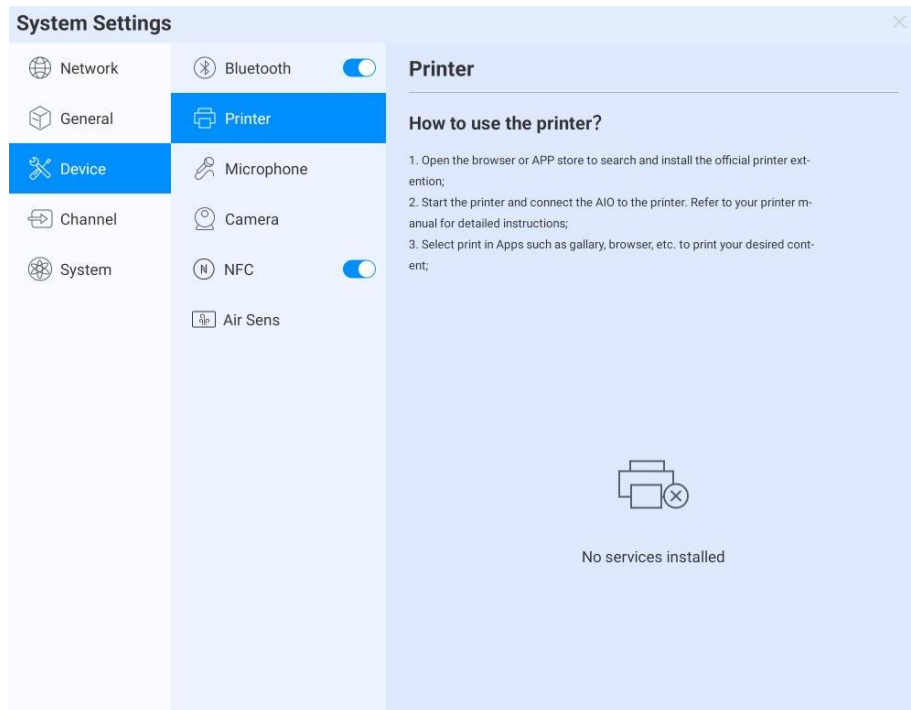 System Settings
Network
General
Device
Channel
System
Bluetooth
Printer
Microphone
Camera
NFC
Air Sens
Printer
How to use the printer?
1. Open the browser or APP store to search and install the official printer ext-
ention;
2. Start the printer and connect the AIO to the printer. Refer to your printer m-
anual for detailed instructions;
3. Select print in Apps such as gallary, browser, etc. to print your desired cont-
ent;
No services installed